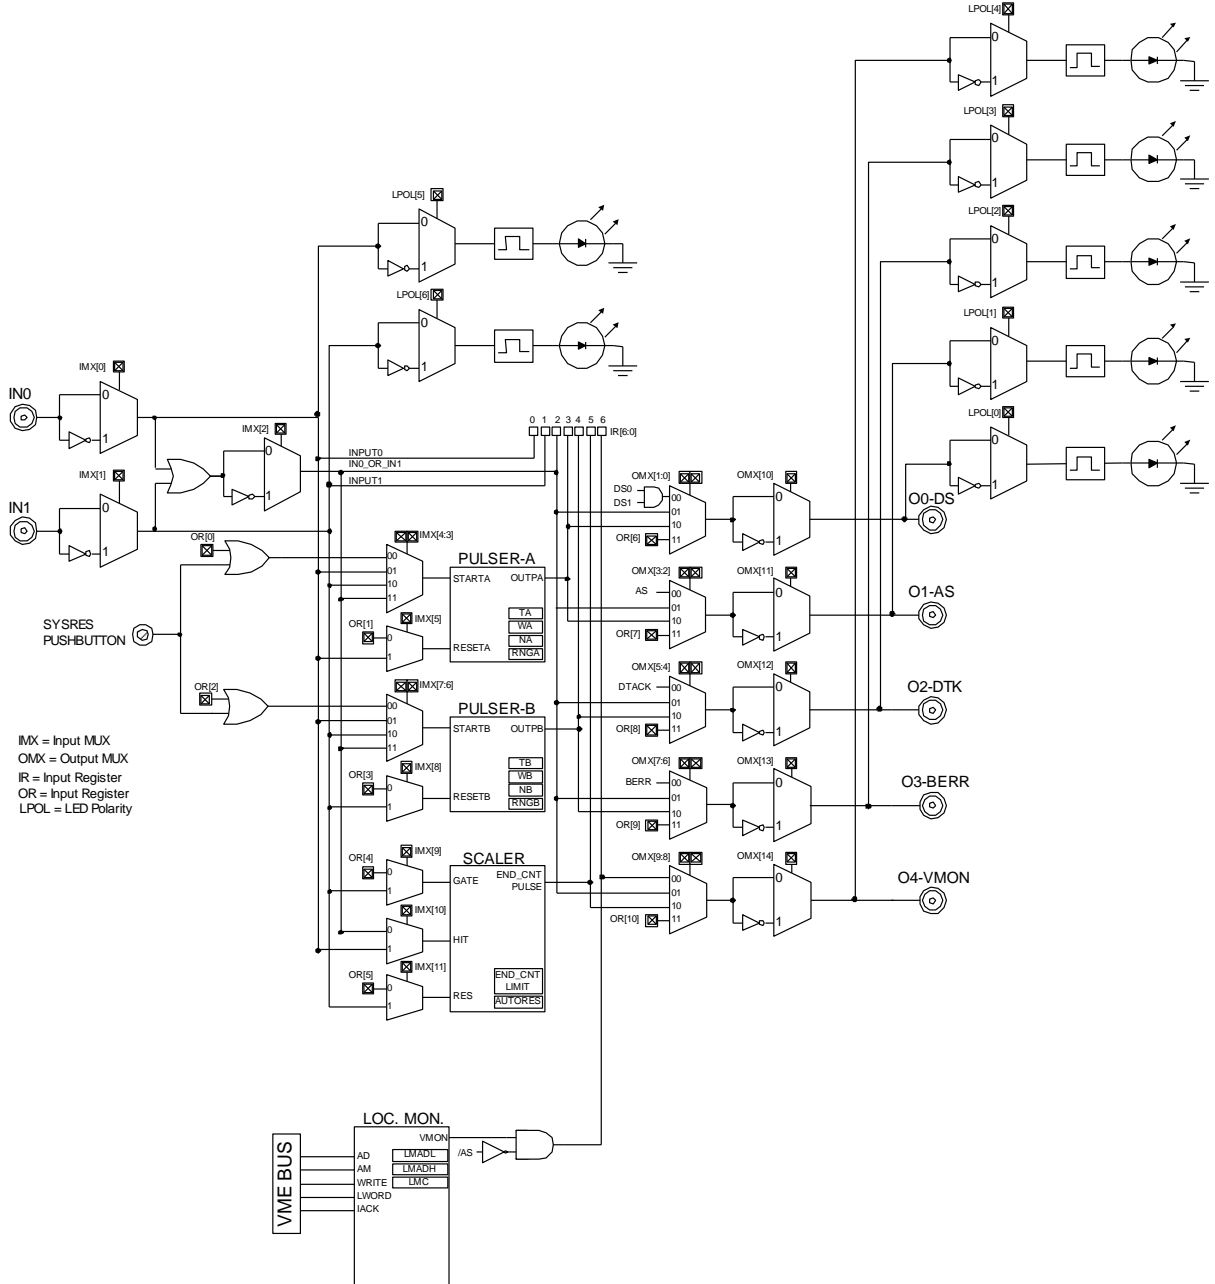 LPOL[4]
0
1
LPOL[3]
0
1
LPOL[5]
0
1
LPOL[2]
0
1
LPOL[6]
0
1
LPOL[1]
0
1
IMX[0]
IN0
0
1
IMX[2]
0
1
IMX[1]
IN1
0
1
0 1 2 3 4 5 6
IR[6:0]
INPUT0
IN0_OR_IN1
INPUT1
LPOL[0]
0
1
OMX[1:0]
DS0
DS1
00
01
10
OR[6]
11
OMX[10]
0
1
O0-DS
OR[0]
IMX[4:3]
00
01
10
11
PULSER-A
STARTA
OUTPA
TA
WA
NA
RNGA
RESETA
OR[1]
IMX[5]
0
1
OMX[3:2]
AS
00
01
10
OR[7]
11
OMX[11]
0
1
O1-AS
SYSRES
PUSHBUTTON
OR[2]
IMX[7:6]
00
01
10
11
PULSER-B
STARTB
OUTPB
TB
WB
NB
RNGB
RESETB
OR[3]
IMX[8]
0
1
OMX[5:4]
DTACK
00
01
10
OR[8]
11
OMX[12]
0
1
O2-DTK
IMX = Input MUX
OMX = Output MUX
IR = Input Register
OR = Input Register
LPOL = LED Polarity
OMX[7:6]
BERR
00
01
10
OR[9]
11
OMX[13]
0
1
O3-BERR
OR[4]
IMX[9]
0
1
SCALER
GATE
END_CNT
PULSE
IMX[10]
0
1
HIT
OR[5]
IMX[11]
0
1
RES
END_CNT
LIMIT
AUTORES
OMX[9:8]
00
01
10
OR[10]
11
OMX[14]
0
1
O4-VMON
LOC. MON.
VMON
/AS
VME BUS
AD
AM
WRITE
LWORD
IACK
LMADL
LMADH
LMC